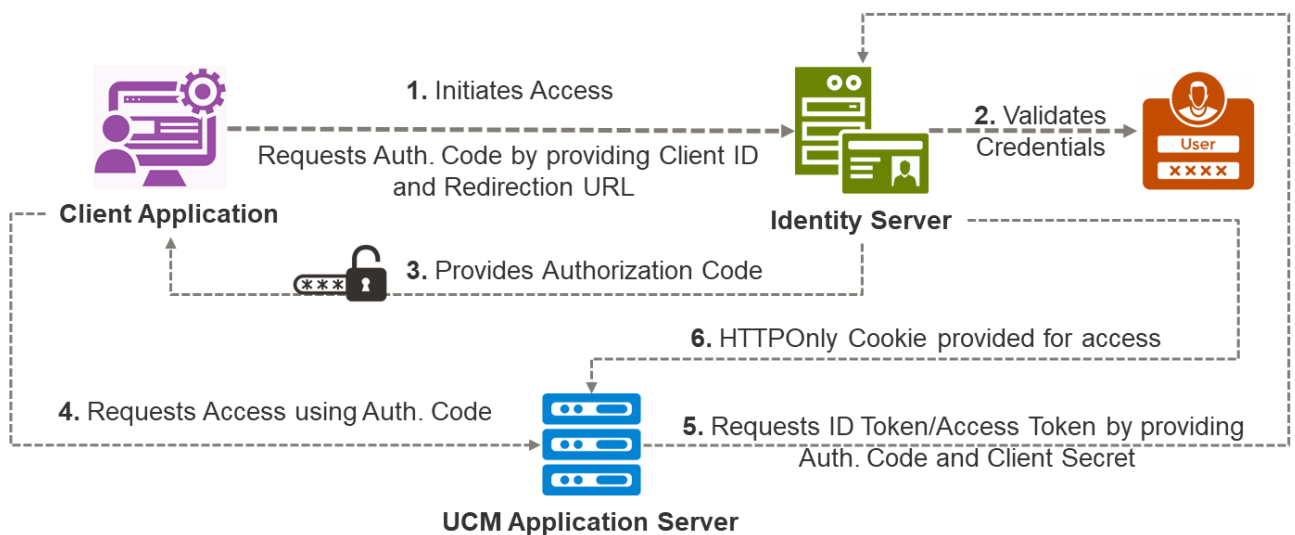 1. Initiates Access
Requests Auth. Code by providing Client ID
and Redirection URL
2. Validates
Credentials
User
xxxx
Client Application
Identity Server
3. Provides Authorization Code
***
6. HTTPOnly Cookie provided for access
4. Requests Access using Auth. Code
5. Requests ID Token/Access Token by providing
Auth. Code and Client Secret
UCM Application Server